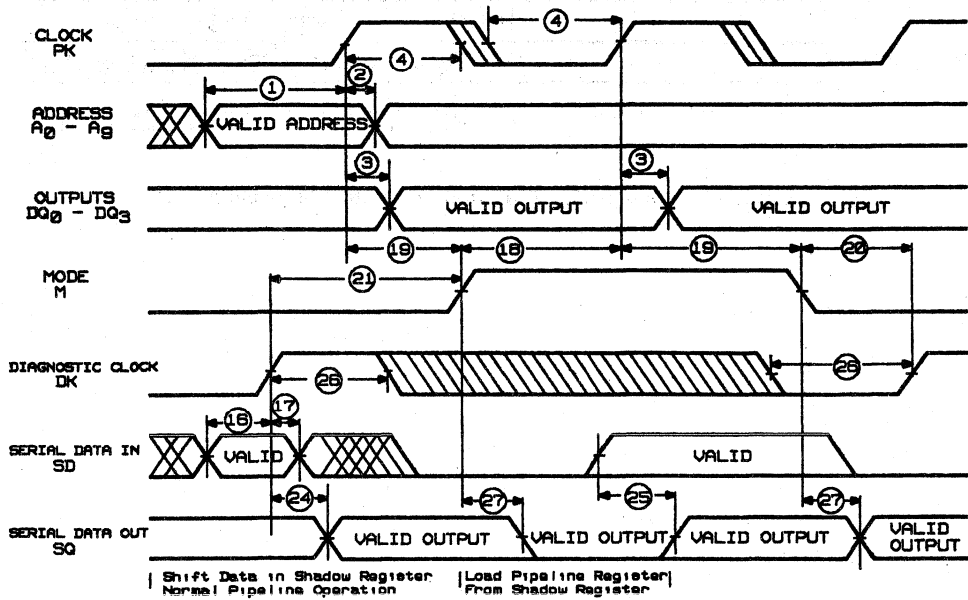 CLOCK
PK
4
4
1
2
ADDRESS
A0 - A9
VALID ADDRESS
3
3
OUTPUTS
DQ0 - DQ3
VALID OUTPUT
VALID OUTPUT
19
18
19
20
21
MODE
M
DIAGNOSTIC CLOCK
DK
26
26
16
17
SERIAL DATA IN
SD
VALID
VALID
24
27
25
27
SERIAL DATA OUT
SQ
VALID OUTPUT
VALID OUTPUT
VALID OUTPUT
VALID
OUTPUT
Shift Data in Shadow Register
Normal Pipeline Operation
Load Pipeline Register
From Shadow Register